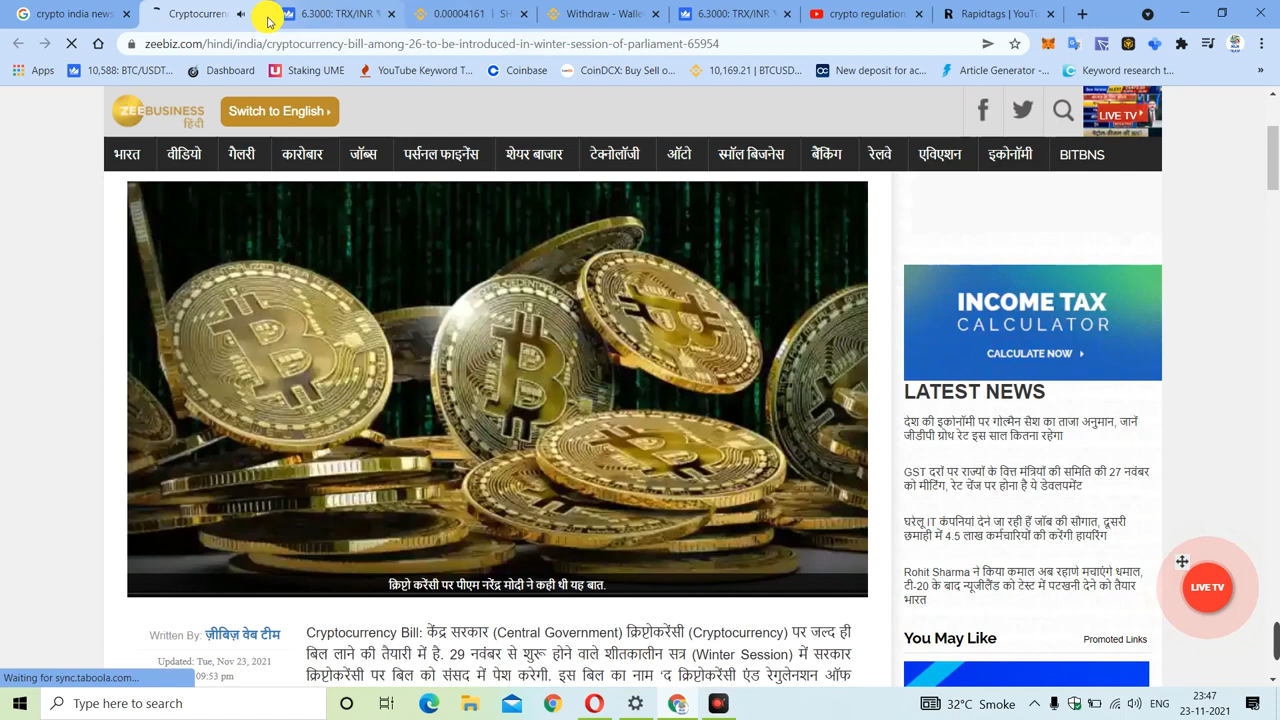 crypto news
Cryptocurren
6.3000: TRX/INR
0.00004161 | SH
Withdraw - Walle
6.3000: TRX/INR
crypto regulation
Rapidtags | YouT
zeebiz.com/hindi/india/cryptocurrency-bill-among-26-to-be-introduced-in-winter-session-of-parliament-65954
Apps
10,588: BTC/USDT...
Dashboard
Staking UME
YouTube Keyword T...
Coinbase
CoinDCX: Buy Sell o...
10,169.21 | BTCUSD...
New deposit for ac...
Article Generator -...
Keyword research t...
»
ZEEBUSINESS
हिंदी
Switch to English
LIVE TV
भारत
वीडियो
गैलरी
कारोबार
जॉब्स
पर्सनल फाइनेंस
शेयर बाजार
टेक्नोलॉजी
ऑटो
स्मॉल बिजनेस
बैंकिंग
रेलवे
एविएशन
इकोनॉमी
BITBNS
INCOME TAX
CALCULATOR
CALCULATE NOW
LATEST NEWS
देश की इकोनॉमी पर गोल्मैन सैश का ताजा अनुमान, जानें
जीडीपी ग्रोथ रेट इस साल कितना रहेगा
GST दरों पर राज्यों के वित्त मंत्रियों की समिति की 27 नवंबर
को मीटिंग, रेट चेंज पर होना है ये डेवलपमेंट
घरेलू IT कंपनियां देने जा रही हैं जॉब की सौगात, दूसरी
छमाही में 4.5 लाख कर्मचारियों की करेंगी हायरिंग
Rohit Sharma ने किया कमाल अब रहाणे मचाएंगे धमाल,
टी-20 के बाद न्यूजीलैंड को टेस्ट में पटखनी देने को तैयार
भारत
You May Like
Promoted Links
LIVE TV
क्रिप्टो करेंसी पर पीएम नरेंद्र मोदी ने कही थी यह बात.
Written By: ज़ीबिज़ वेब टीम
Updated: Tue, Nov 23, 2021
09:53 pm
Cryptocurrency Bill: केंद्र सरकार (Central Government) क्रिप्टोकरेंसी (Cryptocurrency) पर जल्द ही
बिल लाने की तैयारी में है. 29 नवंबर से शुरू होने वाले शीतकालीन सत्र (Winter Session) में सरकार
क्रिप्टोकरेंसी पर बिल को संसद में पेश करेगी. इस बिल का नाम 'द क्रिप्टोकरेंसी एंड रेगुलेनशन ऑफ
Waiting for sync.taboola.com...
Type here to search
32°C Smoke
ENG
23:47
23-11-2021